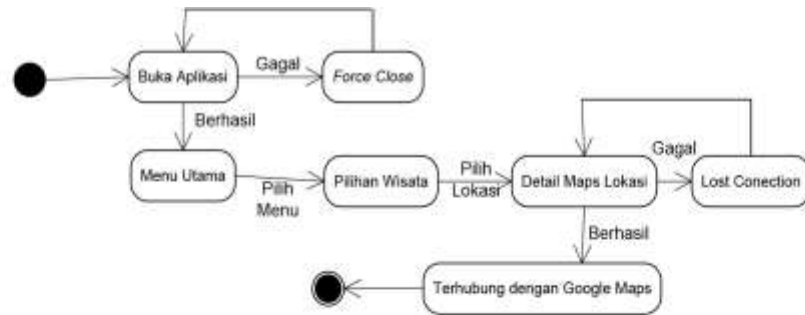 Gagal
Buka Aplikasi
Force Close
Berhasil
Gagal
Menu Utama
Pilihan Wisata
Pilih
Lokasi
Detail Maps Lokasi
Lost Conection
Pilih
Menu
Berhasil
Terhubung dengan Google Maps